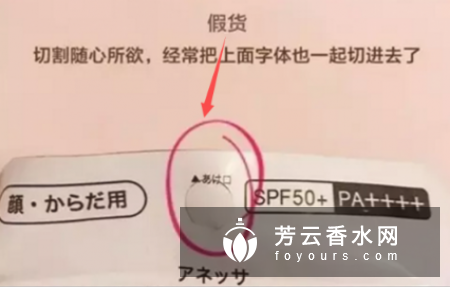 假货
切割随心所欲，经常把上面字体也一起切进去了
▲あけ口
顔・からだ用
SPF50+ PA++++
アネッサ
芳云香水网
foyours.com